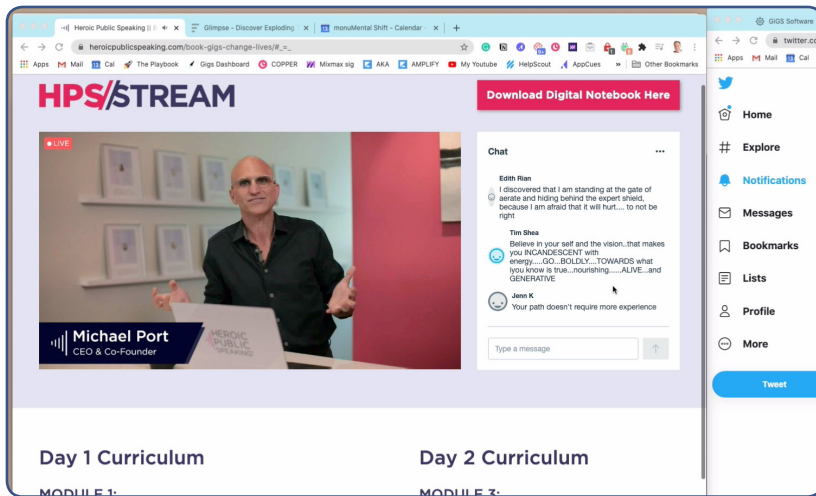 Heroic Public Speaking ||
Glimpse - Discover Exploding
monuMental Shift - Calendar -
GiGS Software
heroicpublicspeaking.com/book-gigs-change-lives/#_=_
twitter.co
Apps
Mail
Cal
The Playbook
Gigs Dashboard
COPPER
Mixmax sig
AKA
AMPLIFY
My Youtube
HelpScout
AppCues
»
Other Bookmarks
Apps
Mail
Cal
HPS//STREAM
Download Digital Notebook Here
LIVE
HEROIC
PUBLIC
SPEAKING
Michael Port
CEO & Co-Founder
Chat
Edith Rian
I discovered that I am standing at the gate of
aerate and hiding behind the expert shield,
because I am afraid that it will hurt.... to not be
right
Tim Shea
Believe in your self and the vision..that makes
you INCANDESCENT with
energy.....GO...BOLDLY....TOWARDS what
iyou know is true...nourishing......ALIVE...and
GENERATIVE
Jenn K
Your path doesn't require more experience
Type a message
Home
Explore
Notifications
Messages
Bookmarks
Lists
Profile
More
Tweet
Day 1 Curriculum
Day 2 Curriculum
MODULE 1:
MODULE 3: